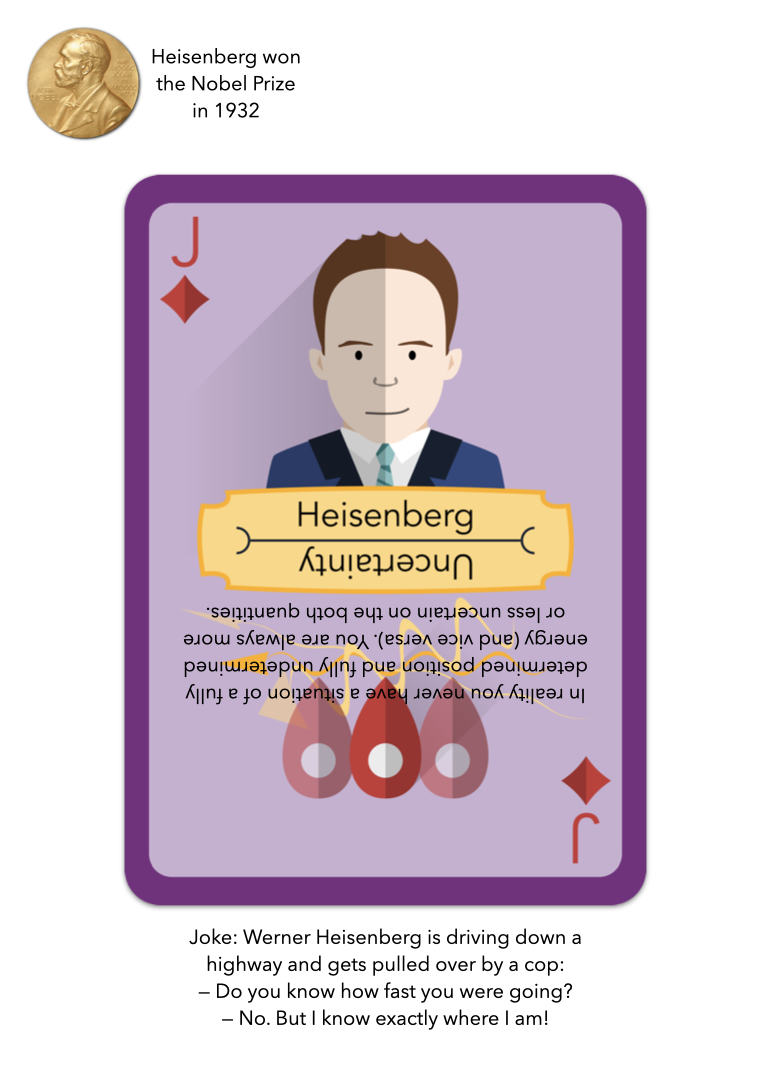 Heisenberg won
the Nobel Prize
in 1932
J
Heisenberg
Uncertainty
In reality you never have a situation of a fully
determined position and fully undetermined
energy (and vice versa). You are always more
or less uncertain on the both quantities.
J
Joke: Werner Heisenberg is driving down a
highway and gets pulled over by a cop:
– Do you know how fast you were going?
– No. But I know exactly where I am!